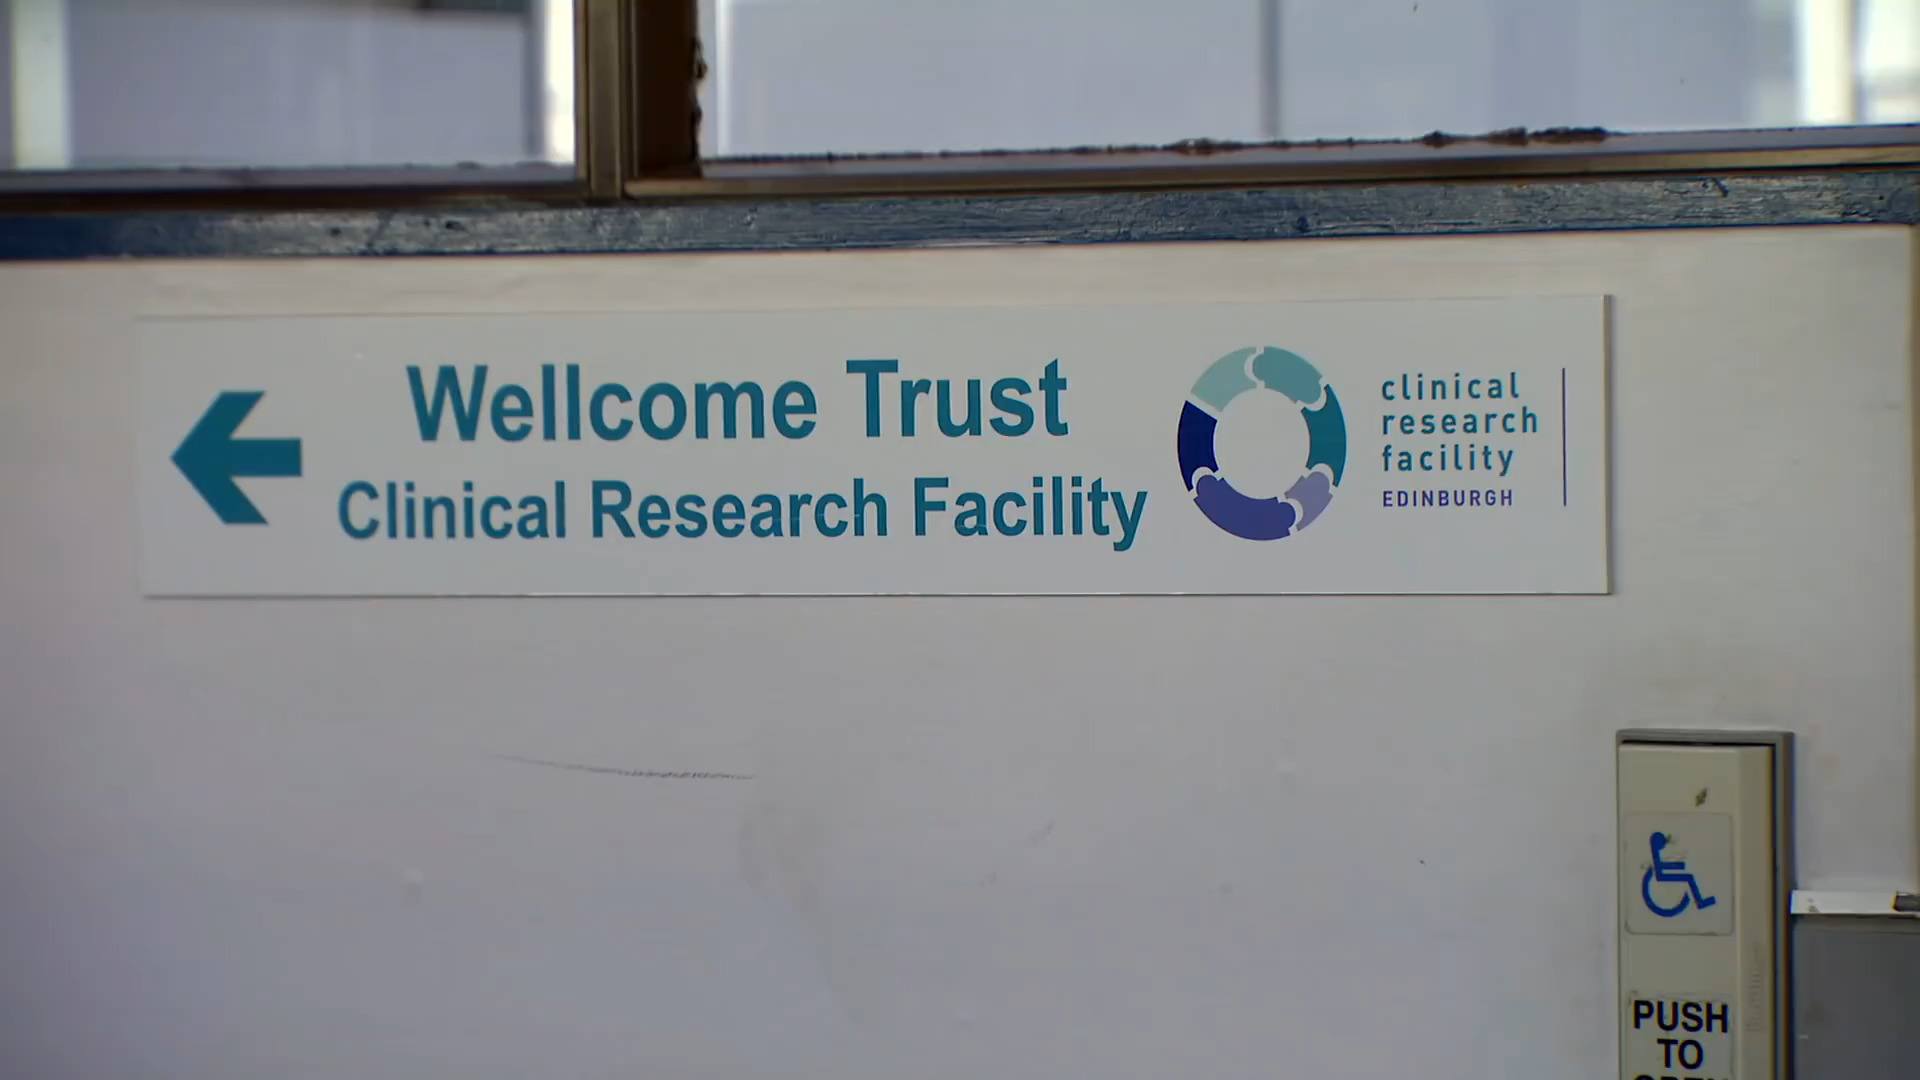 Wellcome Trust
Clinical Research Facility
clinical
research
facility
EDINBURGH
PUSH
TO